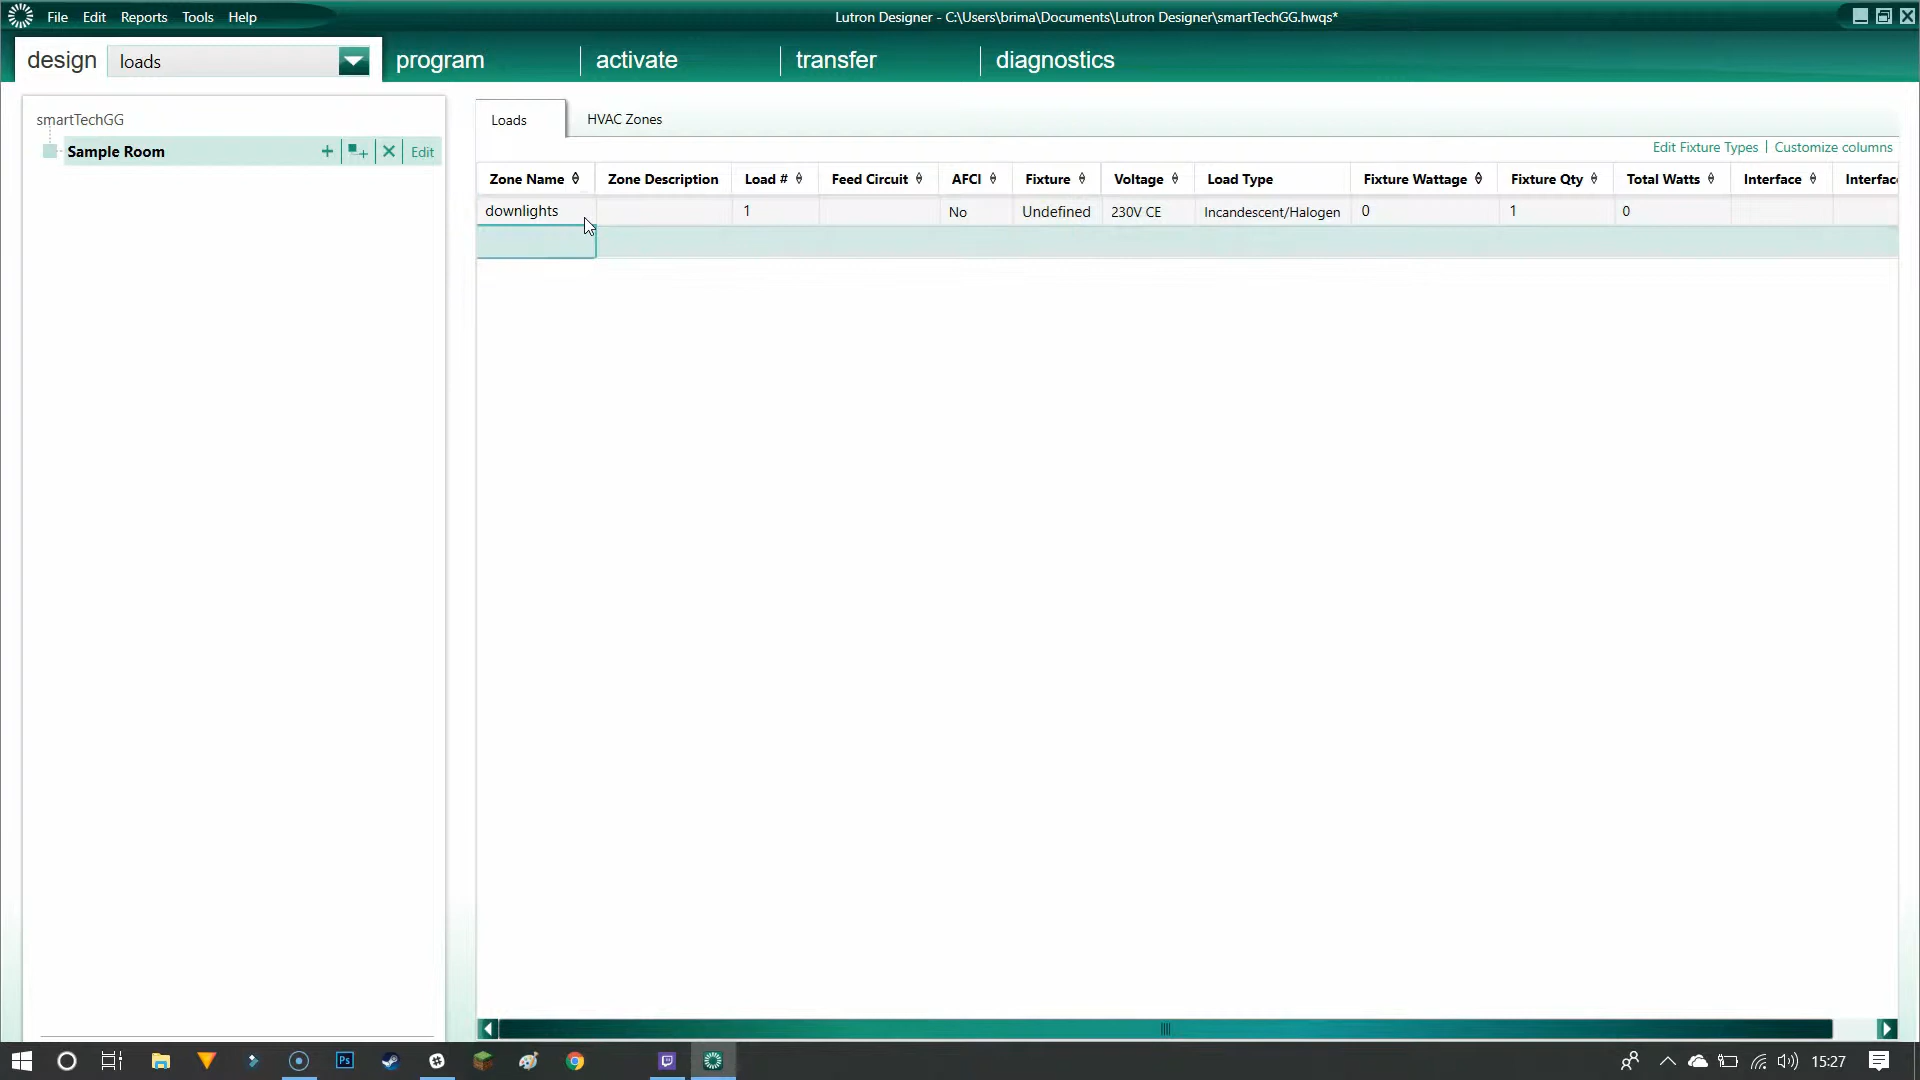 File Edit Reports Tools Help
Lutron Designer - C:\Users\brima\Documents\Lutron Designer\smartTechGG.hwqs*
design loads program activate transfer diagnostics
smartTechGG
Sample Room Edit
Loads HVAC Zones
Edit Fixture Types | Customize columns
Zone Name Zone Description Load # Feed Circuit AFCI Fixture Voltage Load Type Fixture Wattage Fixture Qty Total Watts Interface Interfac
downlights 1 No Undefined 230V CE Incandescent/Halogen 0 1 0
Ps 15:27